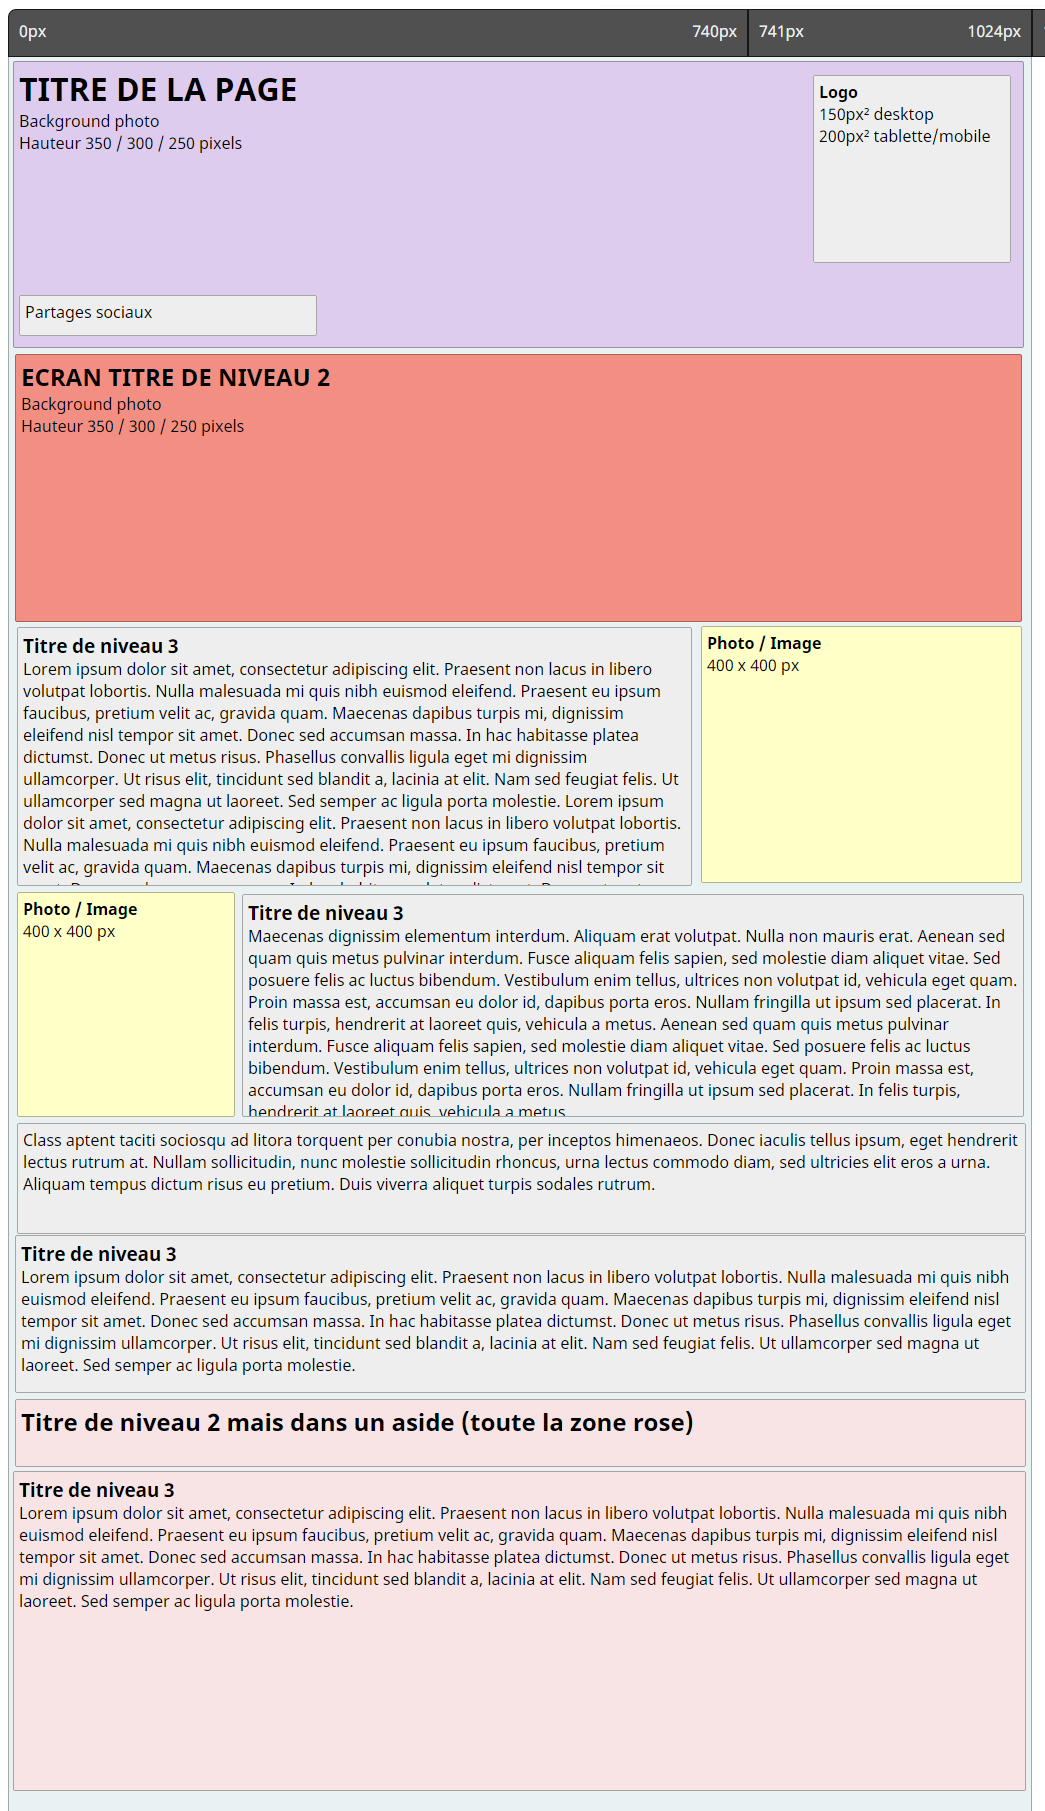 0px 740px 741px 1024px
TITRE DE LA PAGE
Background photo
Hauteur 350 / 300 / 250 pixels
Logo
150px² desktop
200px² tablette/mobile
Partages sociaux
ECRAN TITRE DE NIVEAU 2
Background photo
Hauteur 350 / 300 / 250 pixels
Titre de niveau 3
Lorem ipsum dolor sit amet, consectetur adipiscing elit. Praesent non lacus in libero
volutpat lobortis. Nulla malesuada mi quis nibh euismod eleifend. Praesent eu ipsum
faucibus, pretium velit ac, gravida quam. Maecenas dapibus turpis mi, dignissim
eleifend nisl tempor sit amet. Donec sed accumsan massa. In hac habitasse platea
dictumst. Donec ut metus risus. Phasellus convallis ligula eget mi dignissim
ullamcorper. Ut risus elit, tincidunt sed blandit a, lacinia at elit. Nam sed feugiat felis. Ut
ullamcorper sed magna ut laoreet. Sed semper ac ligula porta molestie. Lorem ipsum
dolor sit amet, consectetur adipiscing elit. Praesent non lacus in libero volutpat lobortis.
Nulla malesuada mi quis nibh euismod eleifend. Praesent eu ipsum faucibus, pretium
velit ac, gravida quam. Maecenas dapibus turpis mi, dignissim eleifend nisl tempor sit
Photo / Image
400 x 400 px
Photo / Image
400 x 400 px
Titre de niveau 3
Maecenas dignissim elementum interdum. Aliquam erat volutpat. Nulla non mauris erat. Aenean sed
quam quis metus pulvinar interdum. Fusce aliquam felis sapien, sed molestie diam aliquet vitae. Sed
posuere felis ac luctus bibendum. Vestibulum enim tellus, ultrices non volutpat id, vehicula eget quam.
Proin massa est, accumsan eu dolor id, dapibus porta eros. Nullam fringilla ut ipsum sed placerat. In
felis turpis, hendrerit at laoreet quis, vehicula a metus. Aenean sed quam quis metus pulvinar
interdum. Fusce aliquam felis sapien, sed molestie diam aliquet vitae. Sed posuere felis ac luctus
bibendum. Vestibulum enim tellus, ultrices non volutpat id, vehicula eget quam. Proin massa est,
accumsan eu dolor id, dapibus porta eros. Nullam fringilla ut ipsum sed placerat. In felis turpis,
hendrerit at laoreet quis, vehicula a metus.
Class aptent taciti sociosqu ad litora torquent per conubia nostra, per inceptos himenaeos. Donec iaculis tellus ipsum, eget hendrerit
lectus rutrum at. Nullam sollicitudin, nunc molestie sollicitudin rhoncus, urna lectus commodo diam, sed ultricies elit eros a urna.
Aliquam tempus dictum risus eu pretium. Duis viverra aliquet turpis sodales rutrum.
Titre de niveau 3
Lorem ipsum dolor sit amet, consectetur adipiscing elit. Praesent non lacus in libero volutpat lobortis. Nulla malesuada mi quis nibh
euismod eleifend. Praesent eu ipsum faucibus, pretium velit ac, gravida quam. Maecenas dapibus turpis mi, dignissim eleifend nisl
tempor sit amet. Donec sed accumsan massa. In hac habitasse platea dictumst. Donec ut metus risus. Phasellus convallis ligula eget
mi dignissim ullamcorper. Ut risus elit, tincidunt sed blandit a, lacinia at elit. Nam sed feugiat felis. Ut ullamcorper sed magna ut
laoreet. Sed semper ac ligula porta molestie.
Titre de niveau 2 mais dans un aside (toute la zone rose)
Titre de niveau 3
Lorem ipsum dolor sit amet, consectetur adipiscing elit. Praesent non lacus in libero volutpat lobortis. Nulla malesuada mi quis nibh
euismod eleifend. Praesent eu ipsum faucibus, pretium velit ac, gravida quam. Maecenas dapibus turpis mi, dignissim eleifend nisl
tempor sit amet. Donec sed accumsan massa. In hac habitasse platea dictumst. Donec ut metus risus. Phasellus convallis ligula eget
mi dignissim ullamcorper. Ut risus elit, tincidunt sed blandit a, lacinia at elit. Nam sed feugiat felis. Ut ullamcorper sed magna ut
laoreet. Sed semper ac ligula porta molestie.